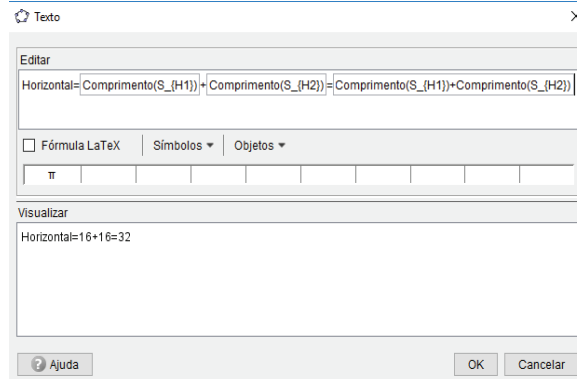 Texto
Editar
Horizontal=Comprimento(S_{H1})+Comprimento(S_{H2})=Comprimento(S_{H1})+Comprimento(S_{H2})
Fórmula LaTeX Símbolos Objetos
π
Visualizar
Horizontal=16+16=32
Ajuda OK Cancelar